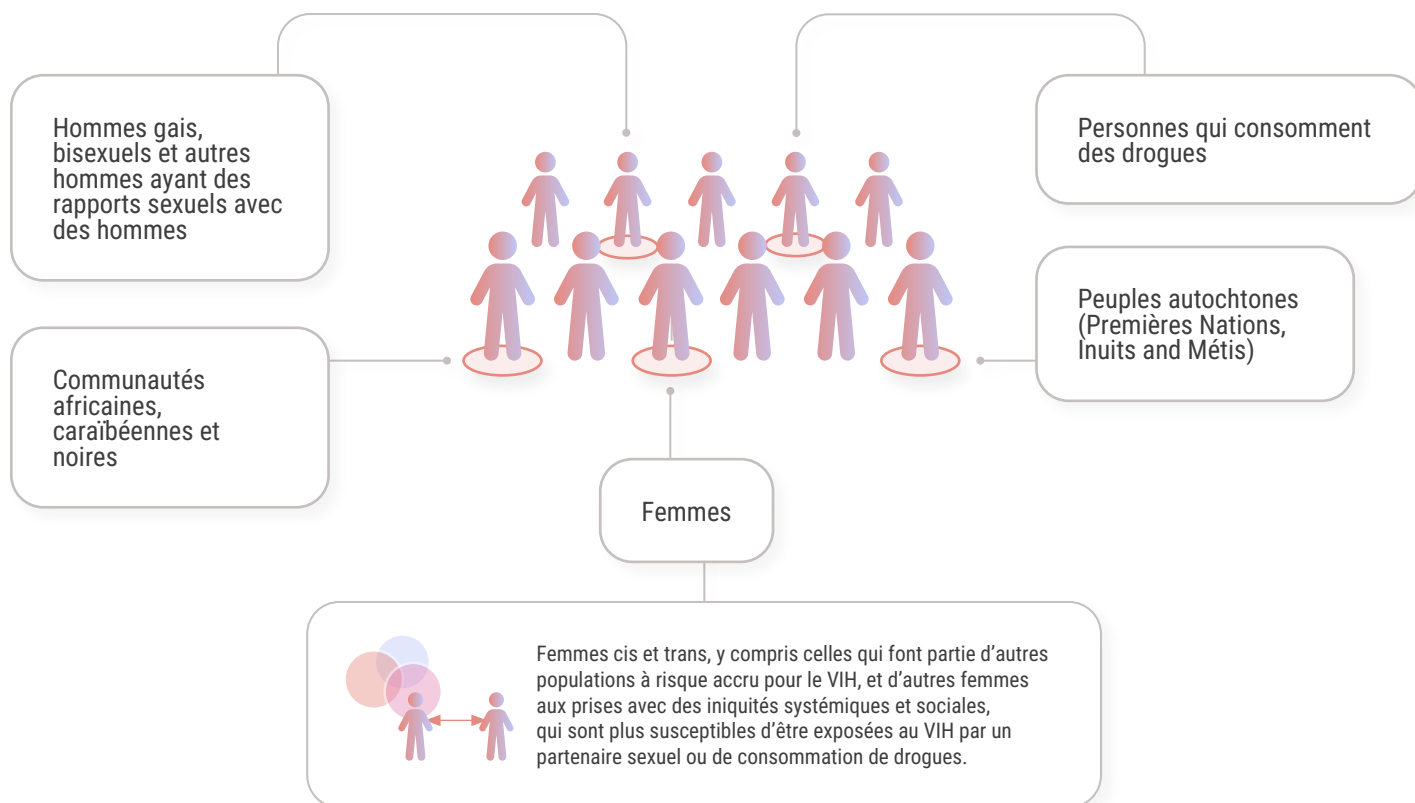 Hommes gais,
bisexuels et autres
hommes ayant des
rapports sexuels avec
des hommes
Personnes qui consomment
des drogues
Communautés
africaines,
caraïbéennes et
noires
Peuples autochtones
(Premières Nations,
Inuits and Métis)
Femmes
Femmes cis et trans, y compris celles qui font partie d’autres
populations à risque accru pour le VIH, et d’autres femmes
aux prises avec des iniquités systémiques et sociales,
qui sont plus susceptibles d’être exposées au VIH par un
partenaire sexuel ou de consommation de drogues.